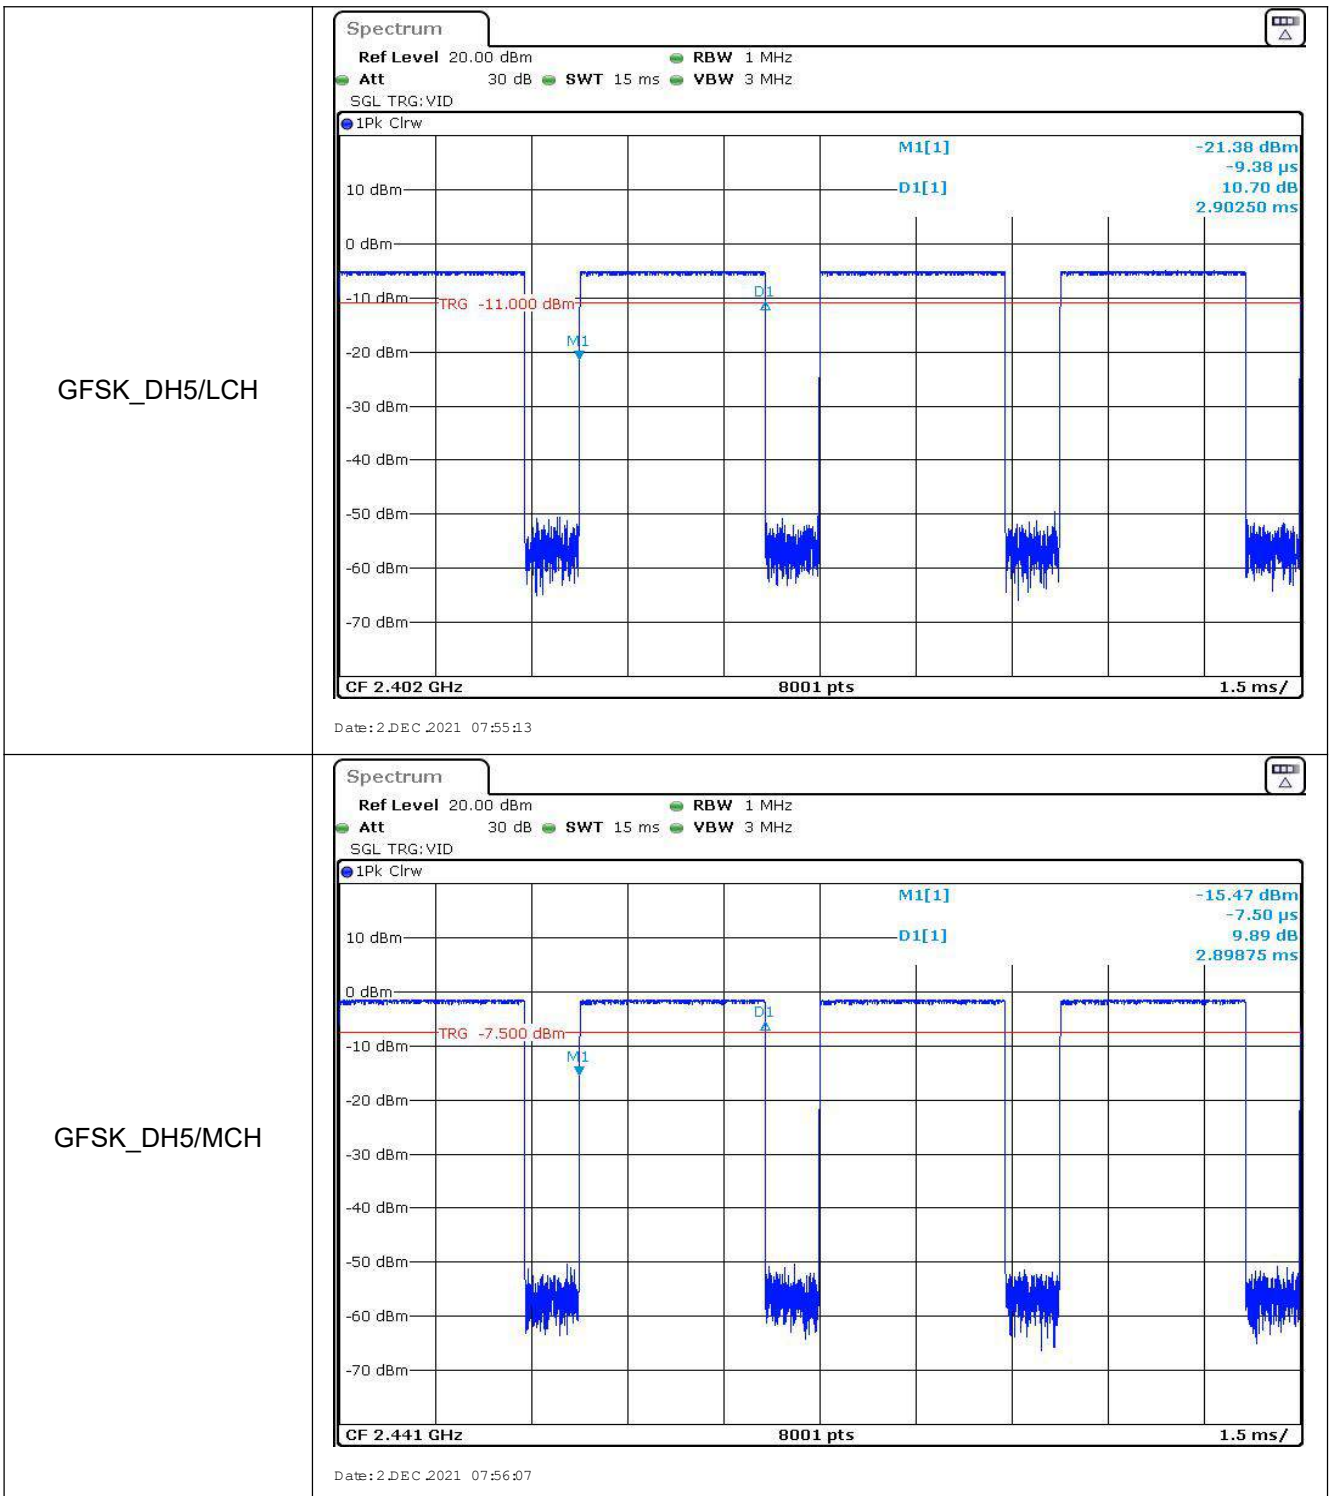 GFSK_DH5/LCH
Spectrum
Ref Level 20.00 dBm RBW 1 MHz
Att 30 dB SWT 15 ms VBW 3 MHz
SGL TRG:VID
1Pk Clrw
M1[1] -21.38 dBm
-9.38 µs
10 dBm D1[1] 10.70 dB
2.90250 ms
0 dBm
D1
-10 dBm
TRG -11.000 dBm
M1
-20 dBm
-30 dBm
-40 dBm
-50 dBm
-60 dBm
-70 dBm
CF 2.402 GHz 8001 pts 1.5 ms/
Date: 2.DEC.2021 07:55:13
GFSK_DH5/MCH
Spectrum
Ref Level 20.00 dBm RBW 1 MHz
Att 30 dB SWT 15 ms VBW 3 MHz
SGL TRG:VID
1Pk Clrw
M1[1] -15.47 dBm
-7.50 µs
10 dBm D1[1] 9.89 dB
2.89875 ms
0 dBm
D1
TRG -7.500 dBm
-10 dBm
M1
-20 dBm
-30 dBm
-40 dBm
-50 dBm
-60 dBm
-70 dBm
CF 2.441 GHz 8001 pts 1.5 ms/
Date: 2.DEC.2021 07:56:07